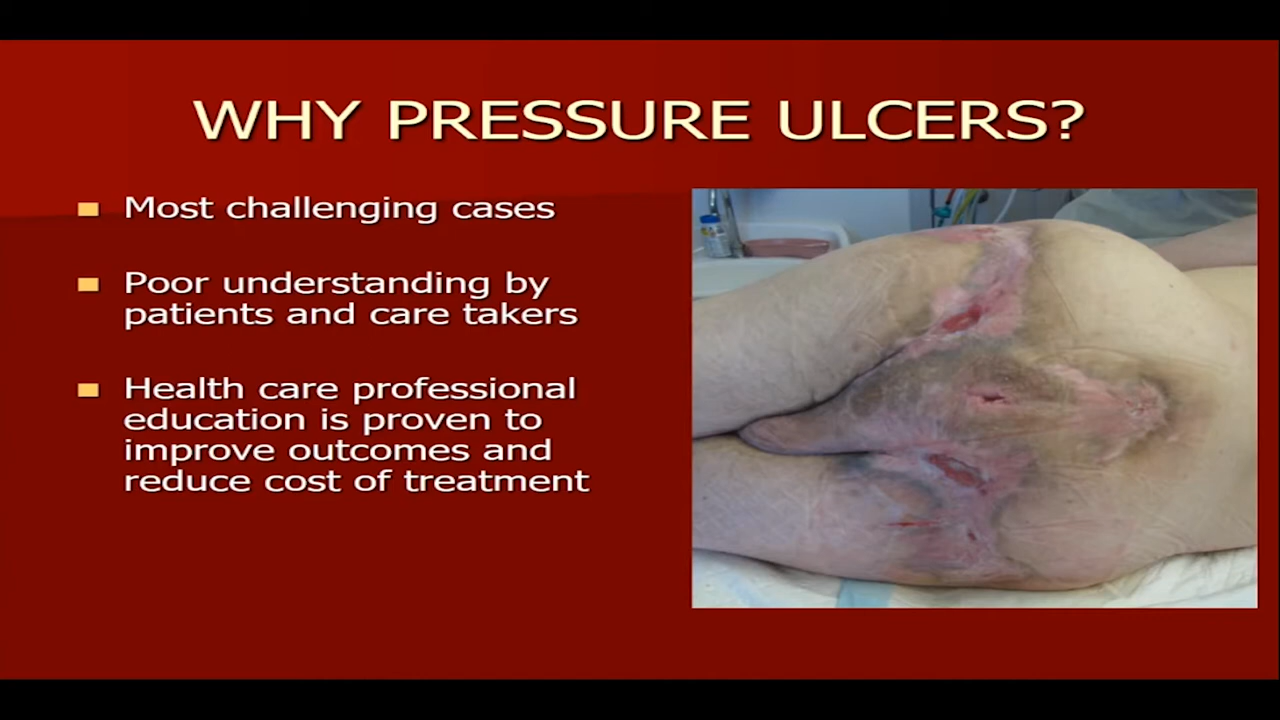 WHY PRESSURE ULCERS?
Most challenging cases
Poor understanding by
patients and care takers
Health care professional
education is proven to
improve outcomes and
reduce cost of treatment